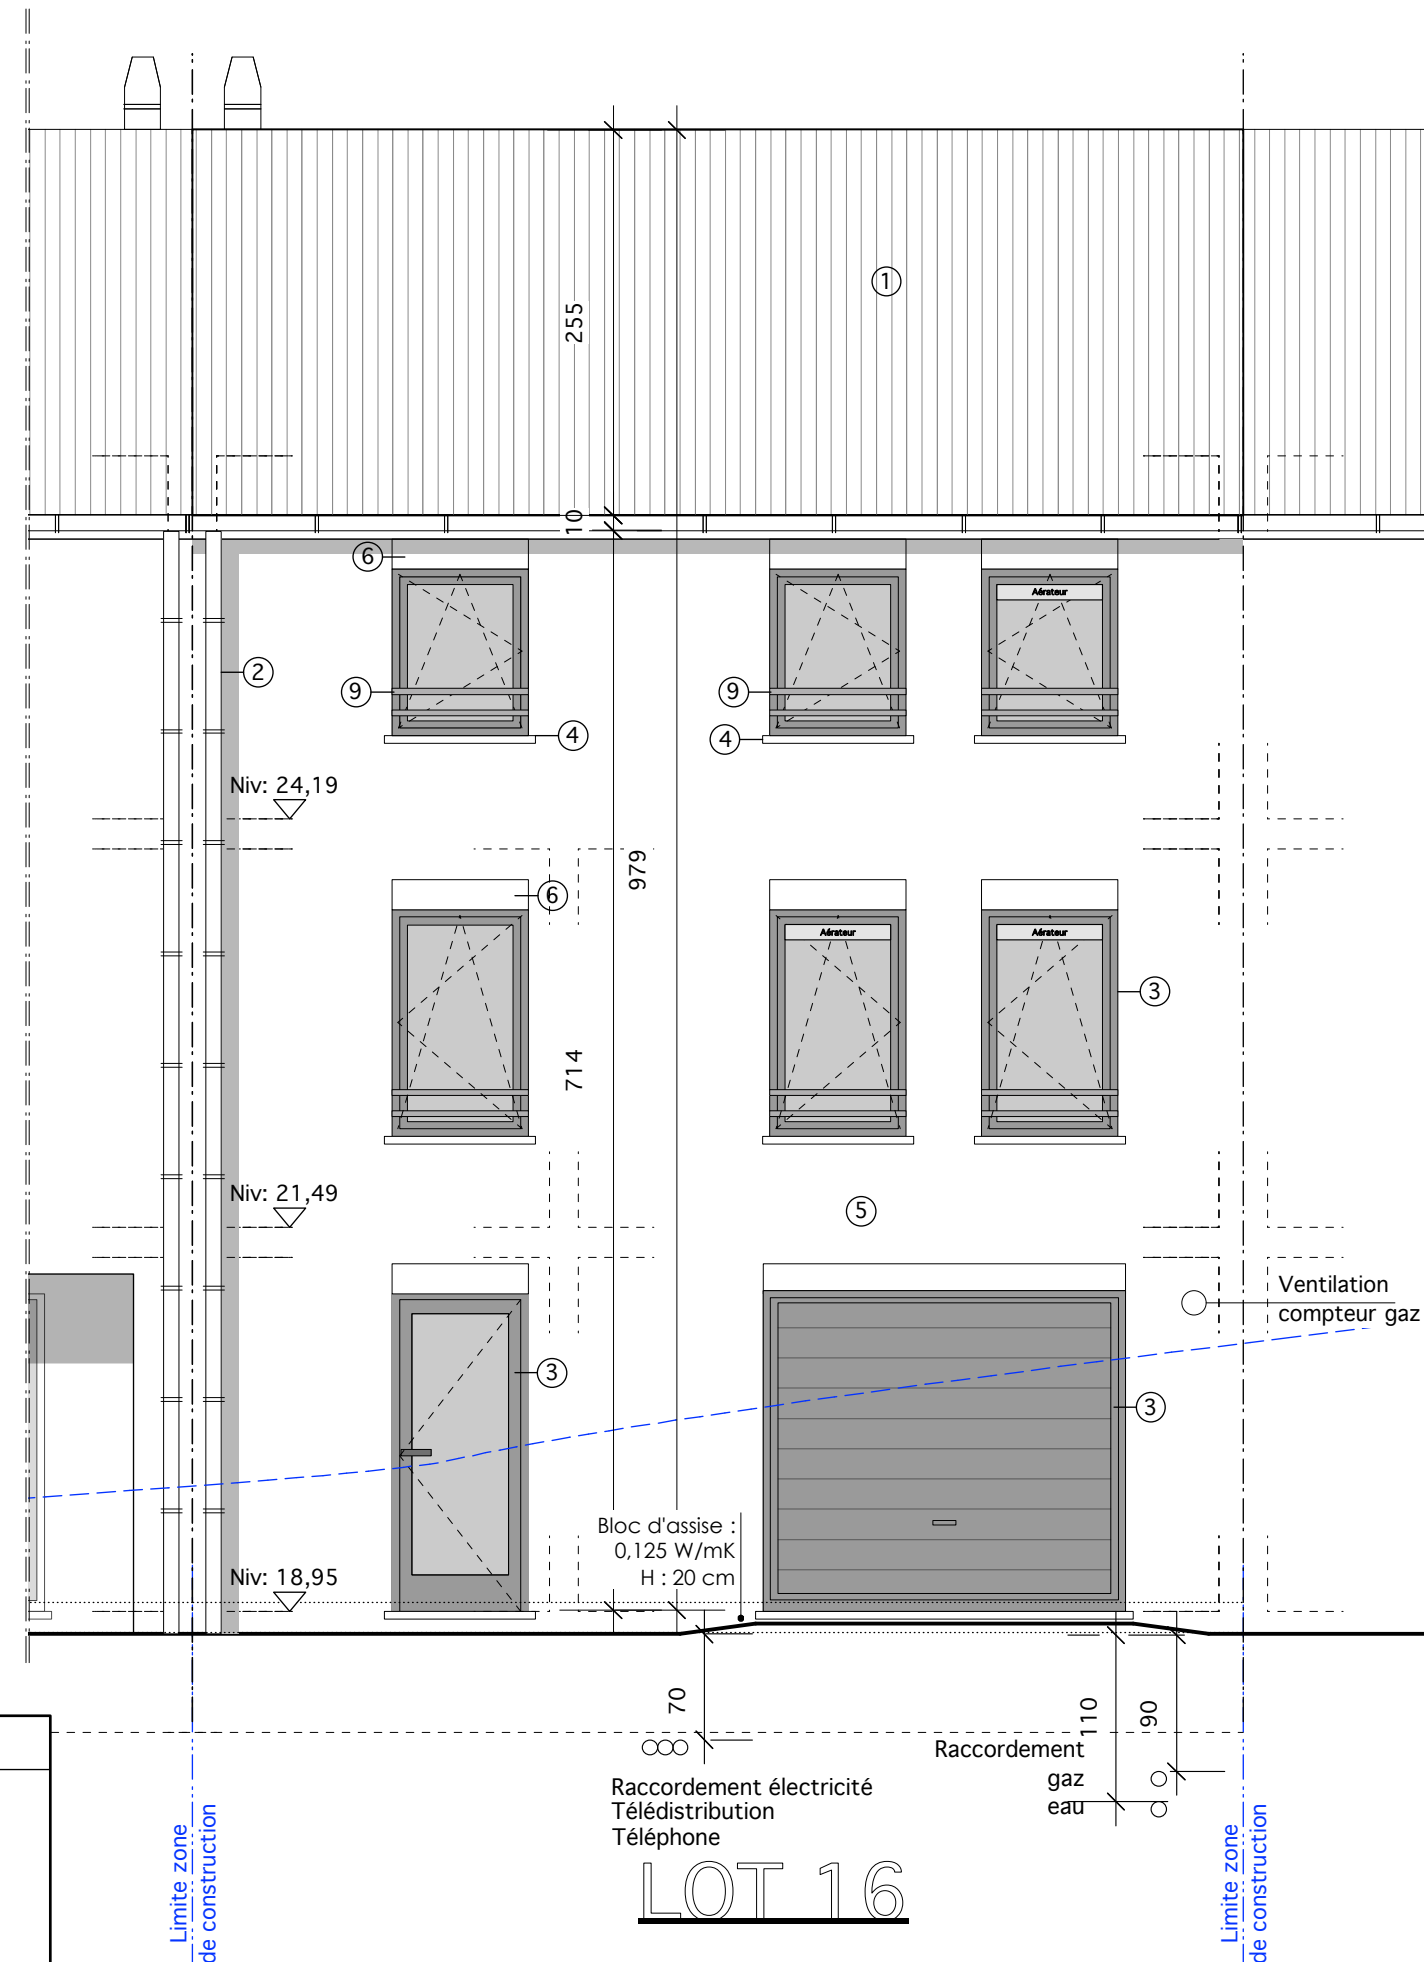 1
255
10
6
Aérateur
2
9
9
4
4
Niv: 24,19
979
6
Aérateur
Aérateur
3
714
Niv: 21,49
5
Ventilation
compteur gaz
3
3
Bloc d'assise :
0,125 W/mK
H : 20 cm
Niv: 18,95
70
110
90
Raccordement
gaz
eau
Raccordement électricité
Télédistribution
Téléphone
LOT 16
Limite zone
de construction
Limite zone
de construction